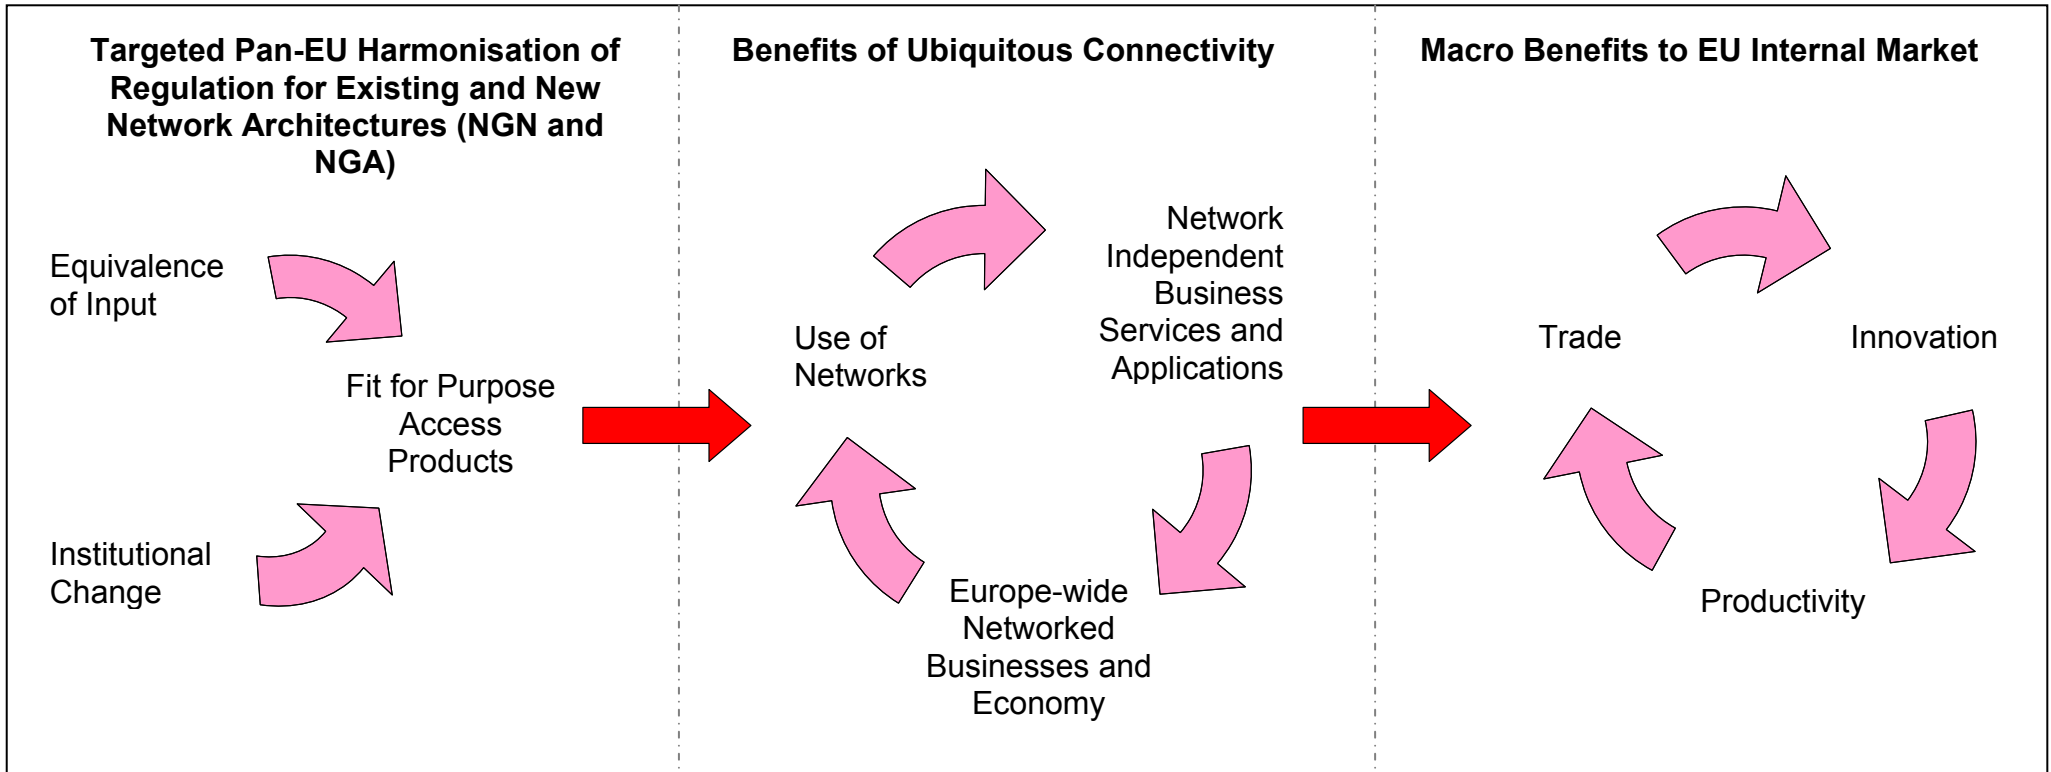 Targeted Pan-EU Harmonisation of
Regulation for Existing and New
Network Architectures (NGN and
NGA)
Equivalence
of Input
Fit for Purpose
Access
Products
Institutional
Change
Benefits of Ubiquitous Connectivity
Network
Independent
Business
Services and
Applications
Use of
Networks
Europe-wide
Networked
Businesses and
Economy
Macro Benefits to EU Internal Market
Trade
Innovation
Productivity